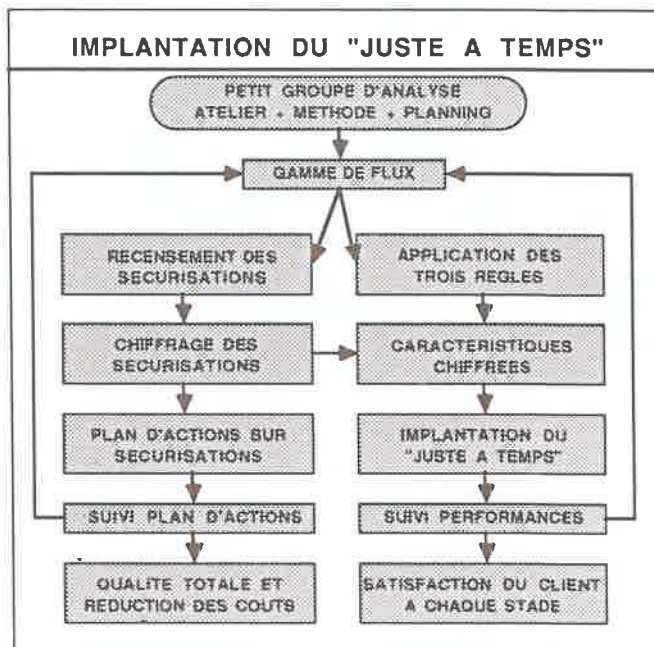 IMPLANTATION DU "JUSTE A TEMPS"
PETIT GROUPE D'ANALYSE
ATELIER + METHODE + PLANNING
GAMME DE FLUX
RECENSEMENT DES
SECURISATIONS
APPLICATION DES
TROIS REGLES
CHIFFRAGE DES
SECURISATIONS
CARACTERISTIQUES
CHIFFREES
PLAN D'ACTIONS SUR
SECURISATIONS
IMPLANTATION DU
"JUSTE A TEMPS"
SUIVI PLAN D'ACTIONS
SUIVI PERFORMANCES
QUALITE TOTALE ET
REDUCTION DES COUTS
SATISFACTION DU CLIENT
A CHAQUE STADE